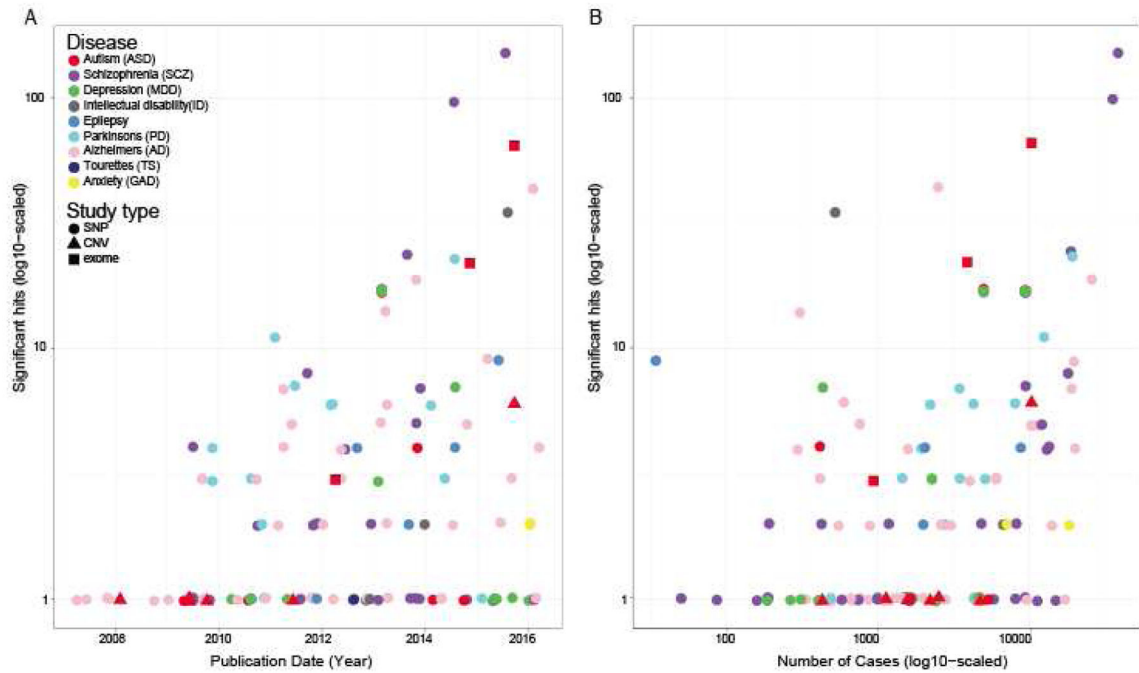 A
Disease
Autism (ASD)
Schizophrenia (SCZ)
Depression (MDD)
Intellectual disability(ID)
Epilepsy
Parkinsons (PD)
Alzheimers (AD)
Tourettes (TS)
Anxiety (GAD)
Study type
SNP
CNV
exome
Significant hits (log10-scaled)
100
10
1
2008
2010
2012
2014
2016
Publication Date (Year)
B
Significant hits (log10-scaled)
100
10
1
100
1000
10000
Number of Cases (log10-scaled)